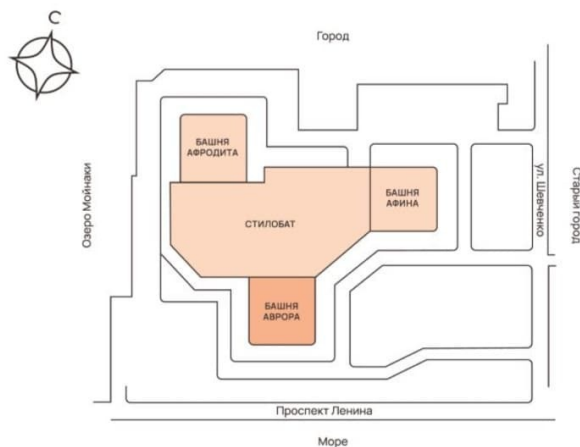 С
Город
БАШНЯ
АФРОДИТА
БАШНЯ
АФИНА
СТИЛОБАТ
БАШНЯ
АВРОРА
Озеро Мойнаки
ул. Шевченко
Старый город
Проспект Ленина
Море